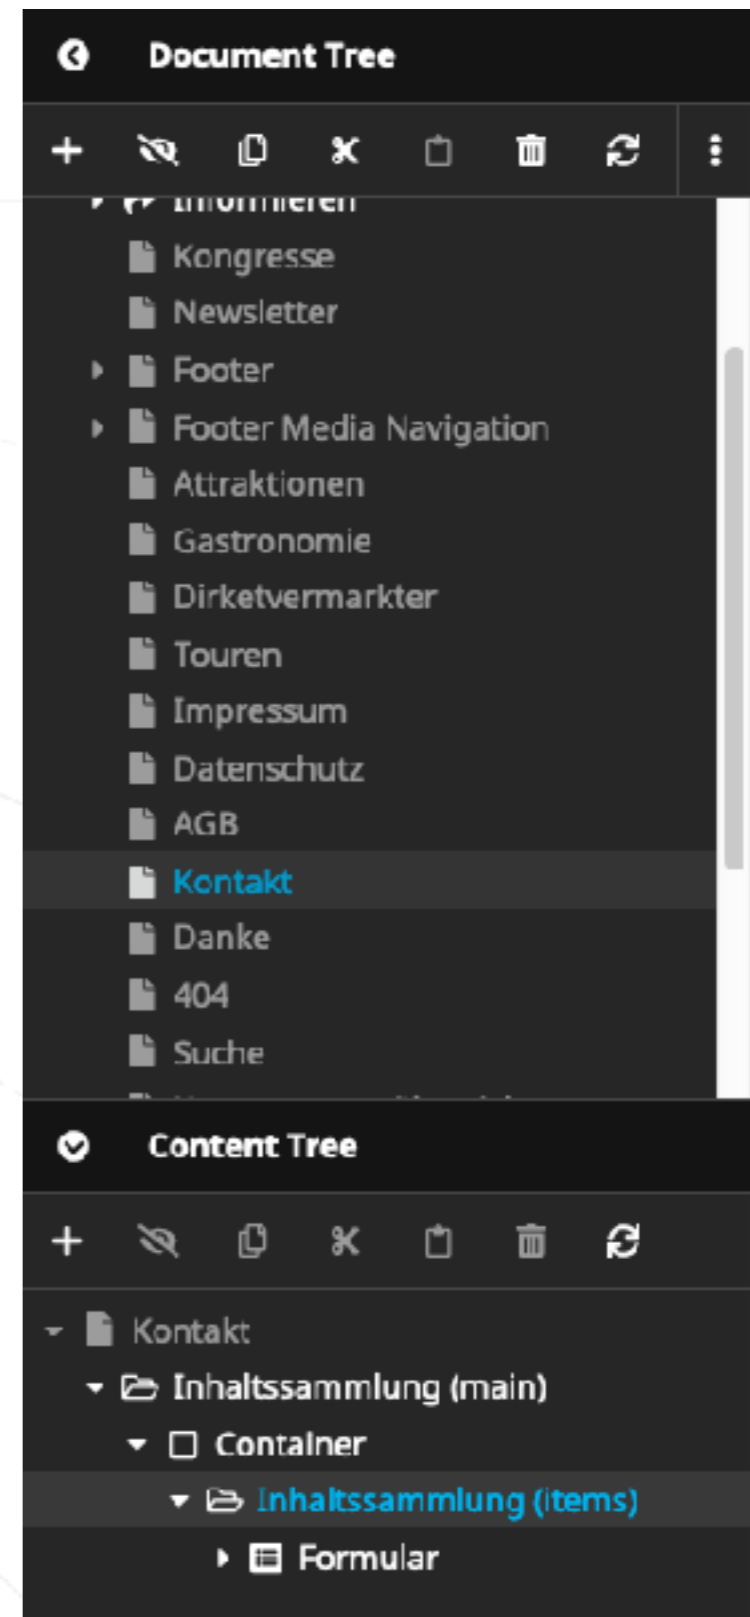 Document Tree
Informieren
Kongresse
Newsletter
Footer
Footer Media Navigation
Attraktionen
Gastronomie
Dirketvermarkter
Touren
Impressum
Datenschutz
AGB
Kontakt
Danke
404
Suche
Content Tree
Kontakt
Inhaltssammlung (main)
Container
Inhaltssammlung (items)
Formular